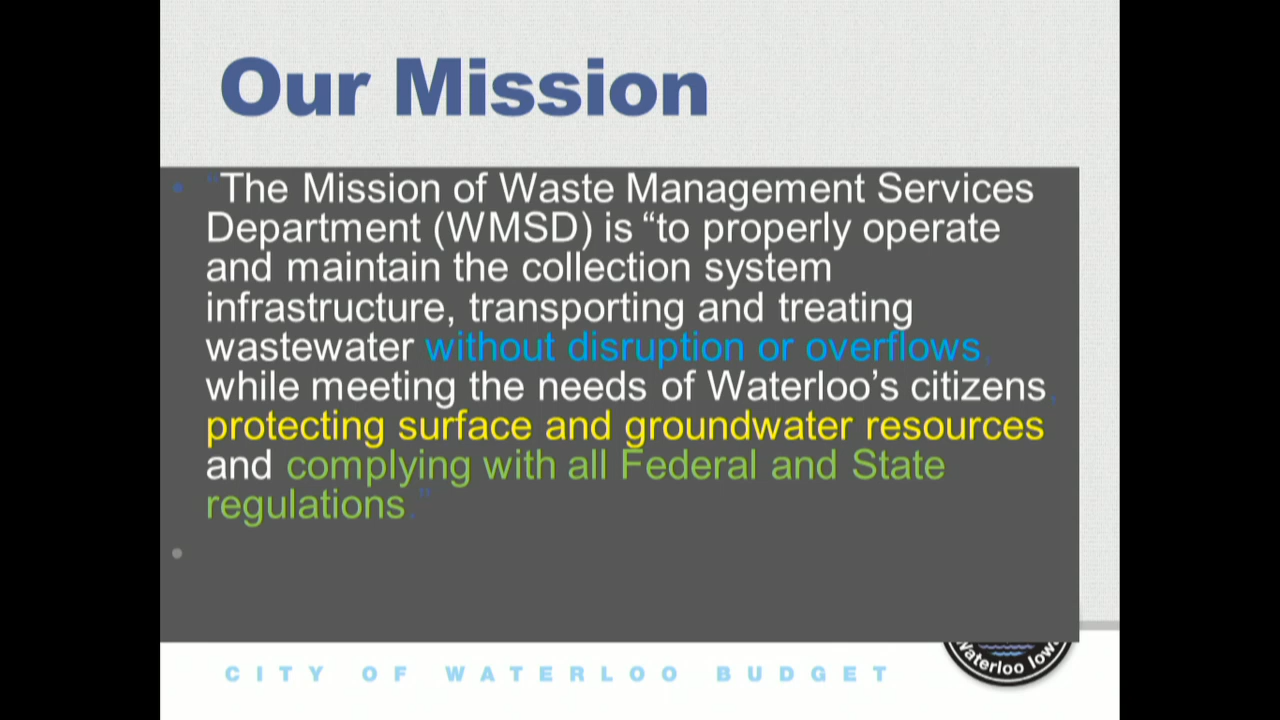 Our Mission
• "The Mission of Waste Management Services
Department (WMSD) is “to properly operate
and maintain the collection system
infrastructure, transporting and treating
wastewater without disruption or overflows,
while meeting the needs of Waterloo’s citizens,
protecting surface and groundwater resources
and complying with all Federal and State
regulations.”
•
CITY OF WATERLOO BUDGET
Waterloo Iowa